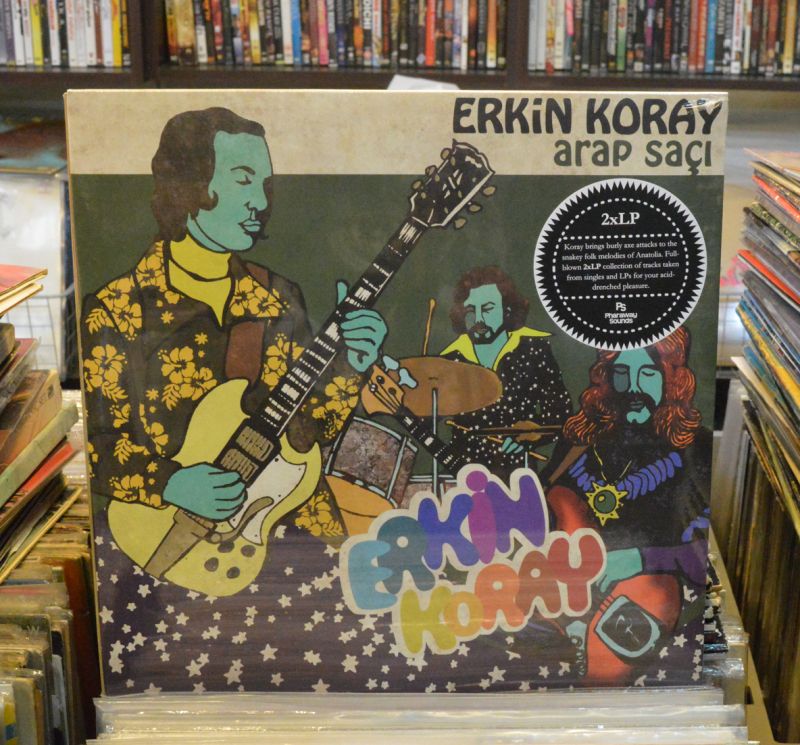 ERKiN KORAY
arap saçı
2xLP
Koray brings burly axe attacks to the
snakey folk melodies of Anatolia. Full-
blown 2xLP collection of tracks taken
from singles and LPs for your acid-
drenched pleasure.
PS
Pharaway
Sounds
ERKiN
KORAY